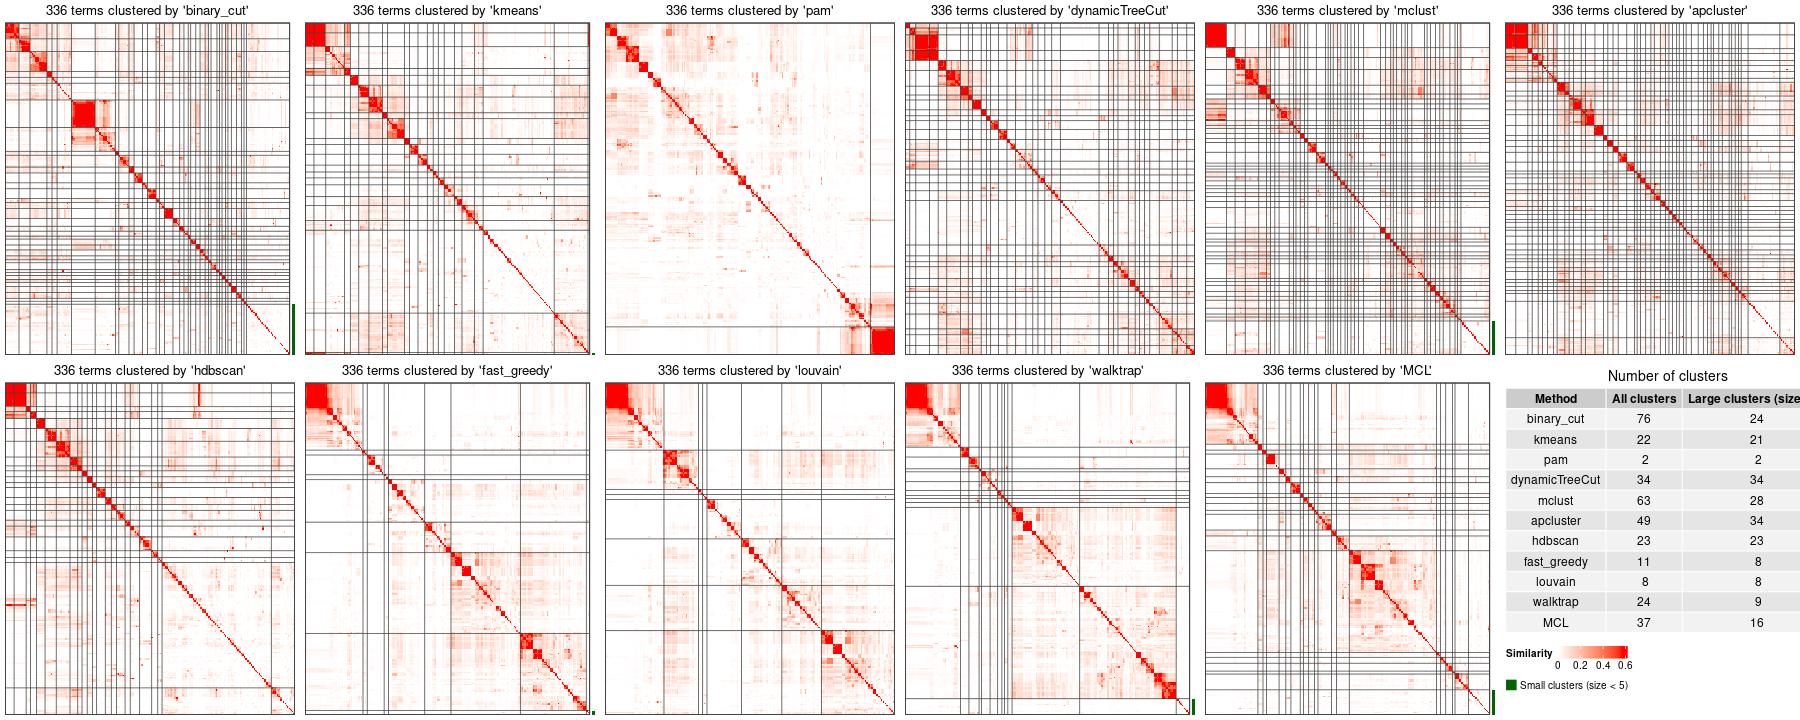 336 terms clustered by 'binary_cut'
336 terms clustered by 'kmeans'
336 terms clustered by 'pam'
336 terms clustered by 'dynamicTreeCut'
336 terms clustered by 'mclust'
336 terms clustered by 'apcluster'
336 terms clustered by 'hdbscan'
336 terms clustered by 'fast_greedy'
336 terms clustered by 'louvain'
336 terms clustered by 'walktrap'
336 terms clustered by 'MCL'
Number of clusters
Method All clusters Large clusters (size
binary_cut 76 24
kmeans 22 21
pam 2 2
dynamicTreeCut 34 34
mclust 63 28
apcluster 49 34
hdbscan 23 23
fast_greedy 11 8
louvain 8 8
walktrap 24 9
MCL 37 16
Similarity
0 0.2 0.4 0.6
Small clusters (size < 5)